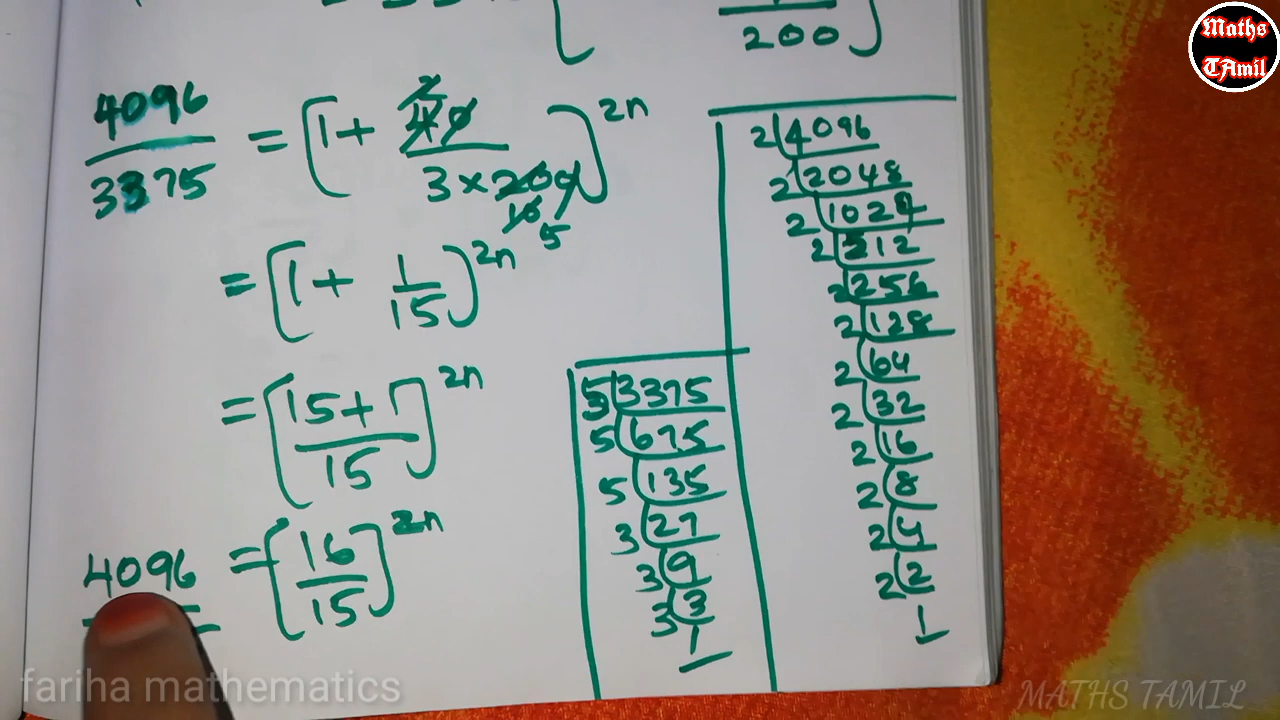 Maths
TAmil
200
4096/3375 = [1 + 40/(3 × 200)]^2n
2
10 5
= [1 + 1/15]^2n
= [15 + 1/15]^2n
4096 = [16/15]^2n
5 | 3375
5 | 675
5 | 135
3 | 27
3 | 9
3 | 3
1
2 | 4096
2 | 2048
2 | 1024
2 | 512
2 | 256
2 | 128
2 | 64
2 | 32
2 | 16
2 | 8
2 | 4
2 | 2
1
fariha mathematics
MATHS TAMIL